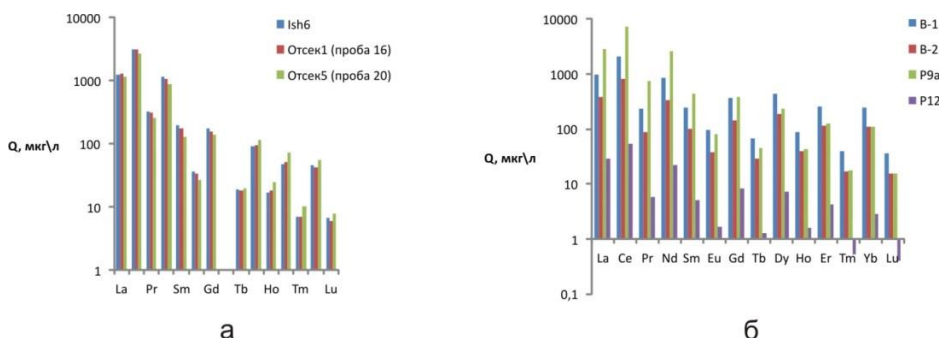 10000
1000
100
10
1
Q, мкг\л
La Pr Sm Gd Tb Ho Tm Lu
Ish6
Отсек1 (проба 16)
Отсек5 (проба 20)
а
10000
1000
100
10
1
0,1
Q, мкг\л
La Ce Pr Nd Sm Eu Gd Tb Dy Ho Er Tm Yb Lu
В-1
В-2
Р9а
Р12
б